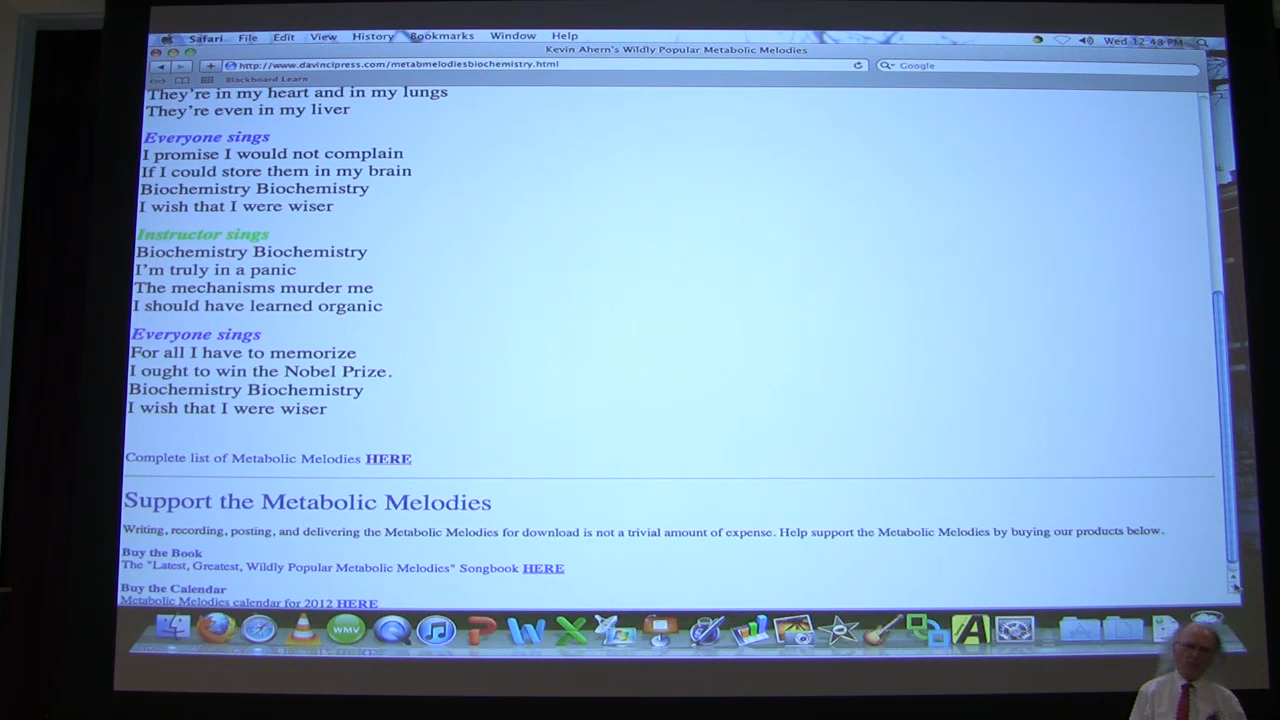 Safari File Edit View History Bookmarks Window Help
Wed 12:48 PM
Kevin Ahern's Wildly Popular Metabolic Melodies
http://www.davincipress.com/metabmelodiesbiochemistry.html
Google
Blackboard Learn
They're in my heart and in my lungs
They're even in my liver
Everyone sings
I promise I would not complain
If I could store them in my brain
Biochemistry Biochemistry
I wish that I were wiser
Instructor sings
Biochemistry Biochemistry
I'm truly in a panic
The mechanisms murder me
I should have learned organic
Everyone sings
For all I have to memorize
I ought to win the Nobel Prize.
Biochemistry Biochemistry
I wish that I were wiser
Complete list of Metabolic Melodies HERE
Support the Metabolic Melodies
Writing, recording, posting, and delivering the Metabolic Melodies for download is not a trivial amount of expense. Help support the Metabolic Melodies by buying our products below.
Buy the Book
The "Latest, Greatest, Wildly Popular Metabolic Melodies" Songbook HERE
Buy the Calendar
Metabolic Melodies calendar for 2012 HERE
WMV